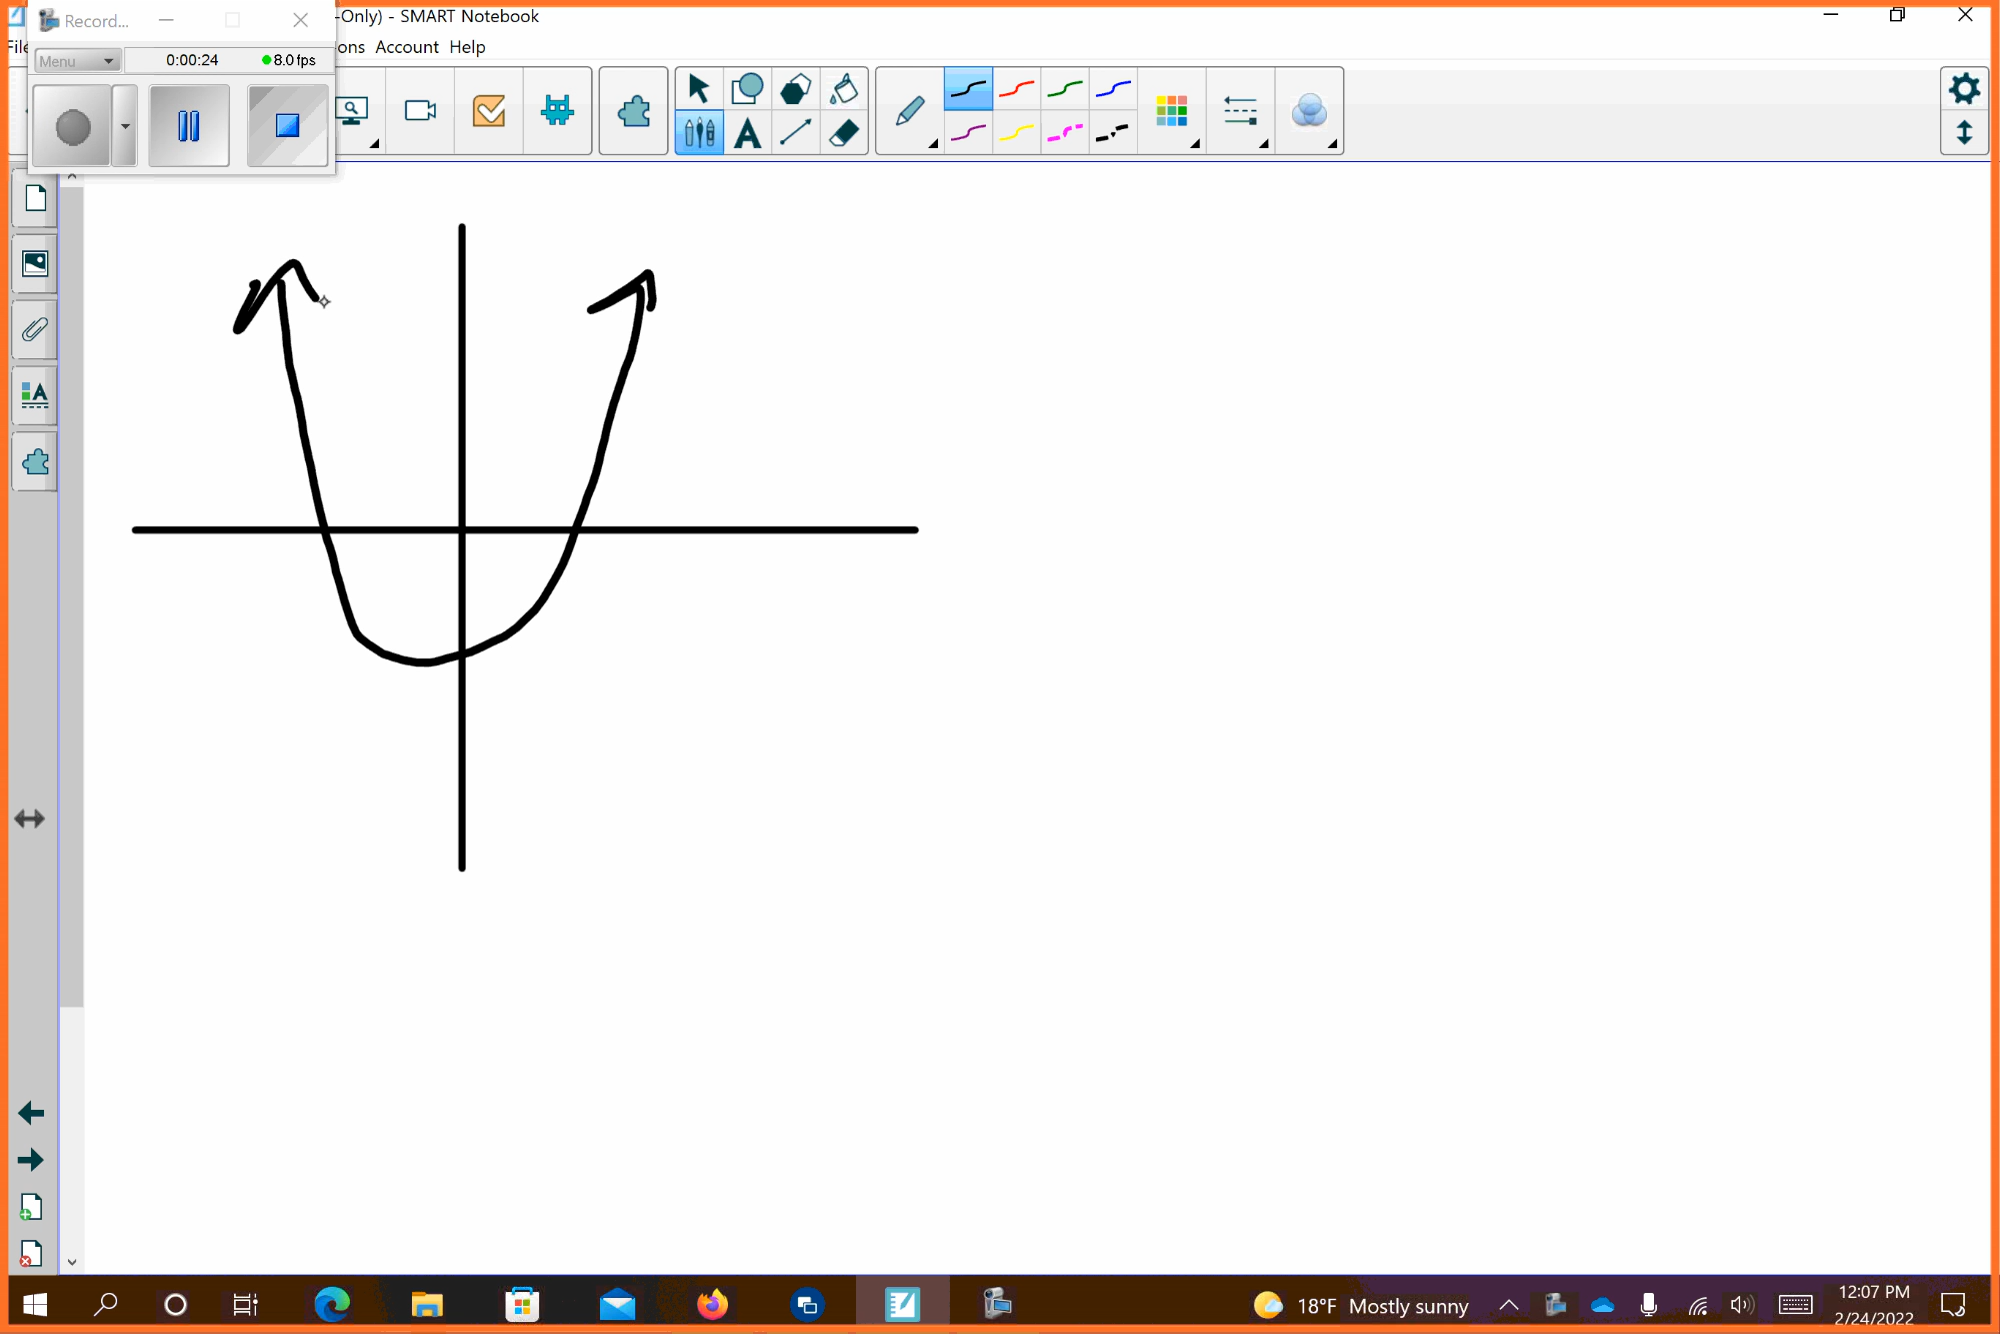 Record...
-Only) - SMART Notebook
File
ons Account Help
Menu
0:00:24
8.0 fps
A
A
18°F Mostly sunny
12:07 PM
2/24/2022